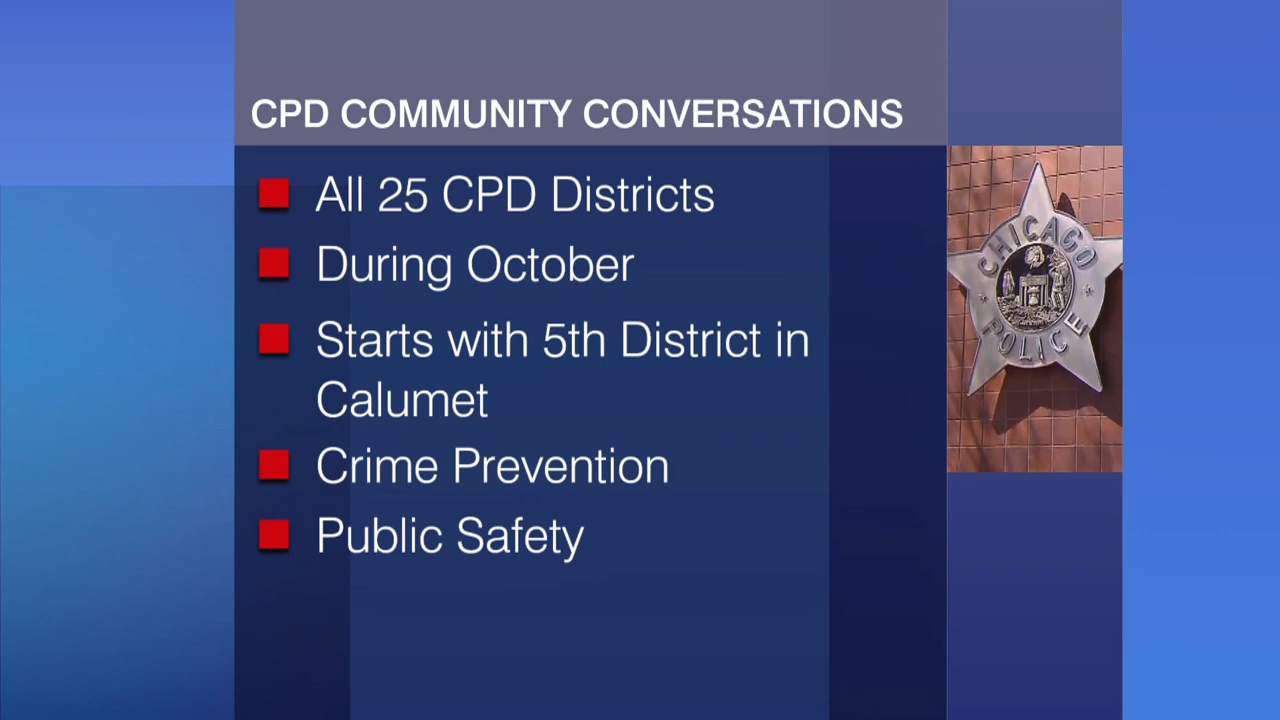 CPD COMMUNITY CONVERSATIONS
All 25 CPD Districts
During October
Starts with 5th District in
Calumet
Crime Prevention
Public Safety
CHICAGO
POLICE